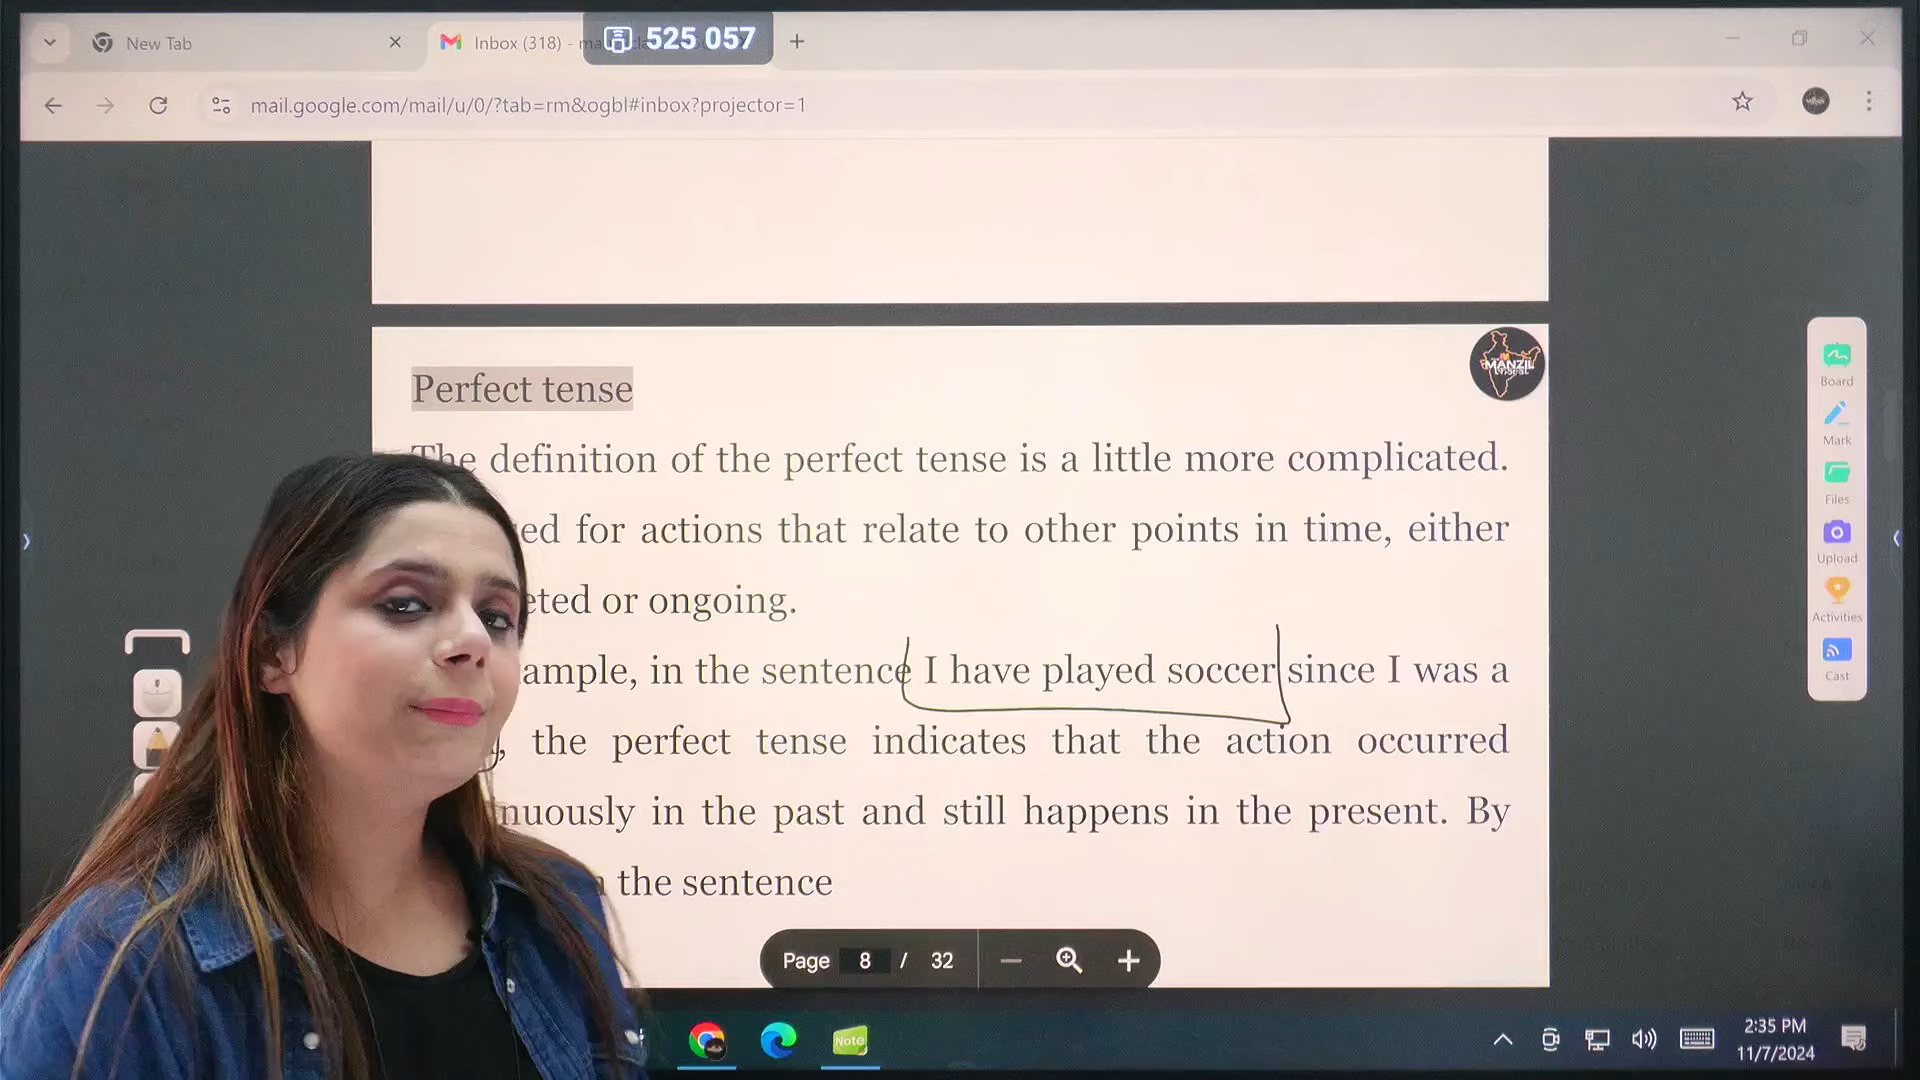 New Tab
Inbox (318) -
525 057
mail.google.com/mail/u/0/?tab=rm&ogbl#inbox?projector=1
MANZIL
Perfect tense
The definition of the perfect tense is a little more complicated.
ed for actions that relate to other points in time, either
eted or ongoing.
ample, in the sentence I have played soccer since I was a
, the perfect tense indicates that the action occurred
nuously in the past and still happens in the present. By
the sentence
Board
Mark
Files
Upload
Activities
Cast
Page 8 / 32
Note
2:35 PM
11/7/2024